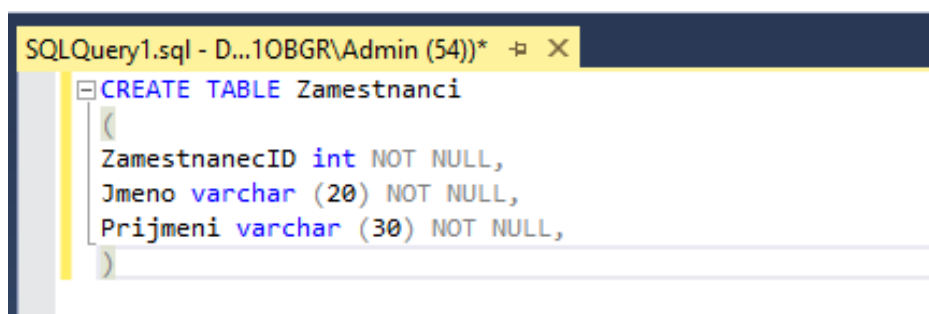 SQLQuery1.sql - D...1OBGR\Admin (54))*
CREATE TABLE Zamestnanci
(
ZamestnanecID int NOT NULL,
Jmeno varchar (20) NOT NULL,
Prijmeni varchar (30) NOT NULL,
)